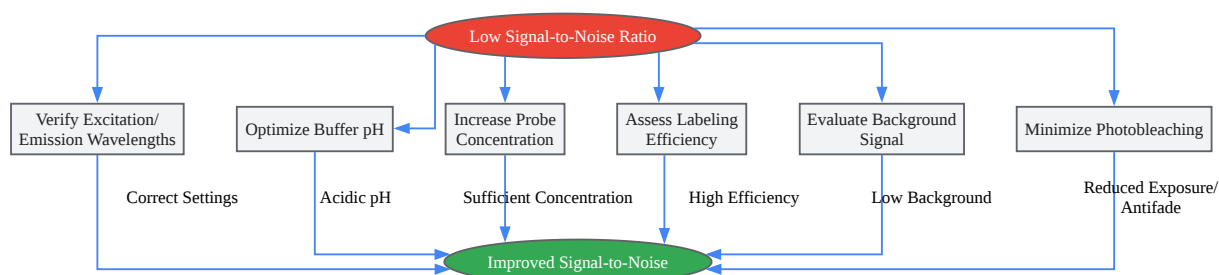 Low Signal-to-Noise Ratio
Verify Excitation/
Emission Wavelengths
Optimize Buffer pH
Increase Probe
Concentration
Assess Labeling
Efficiency
Evaluate Background
Signal
Minimize Photobleaching
Correct Settings
Acidic pH
Sufficient Concentration
High Efficiency
Low Background
Reduced Exposure/
Antifade
Improved Signal-to-Noise